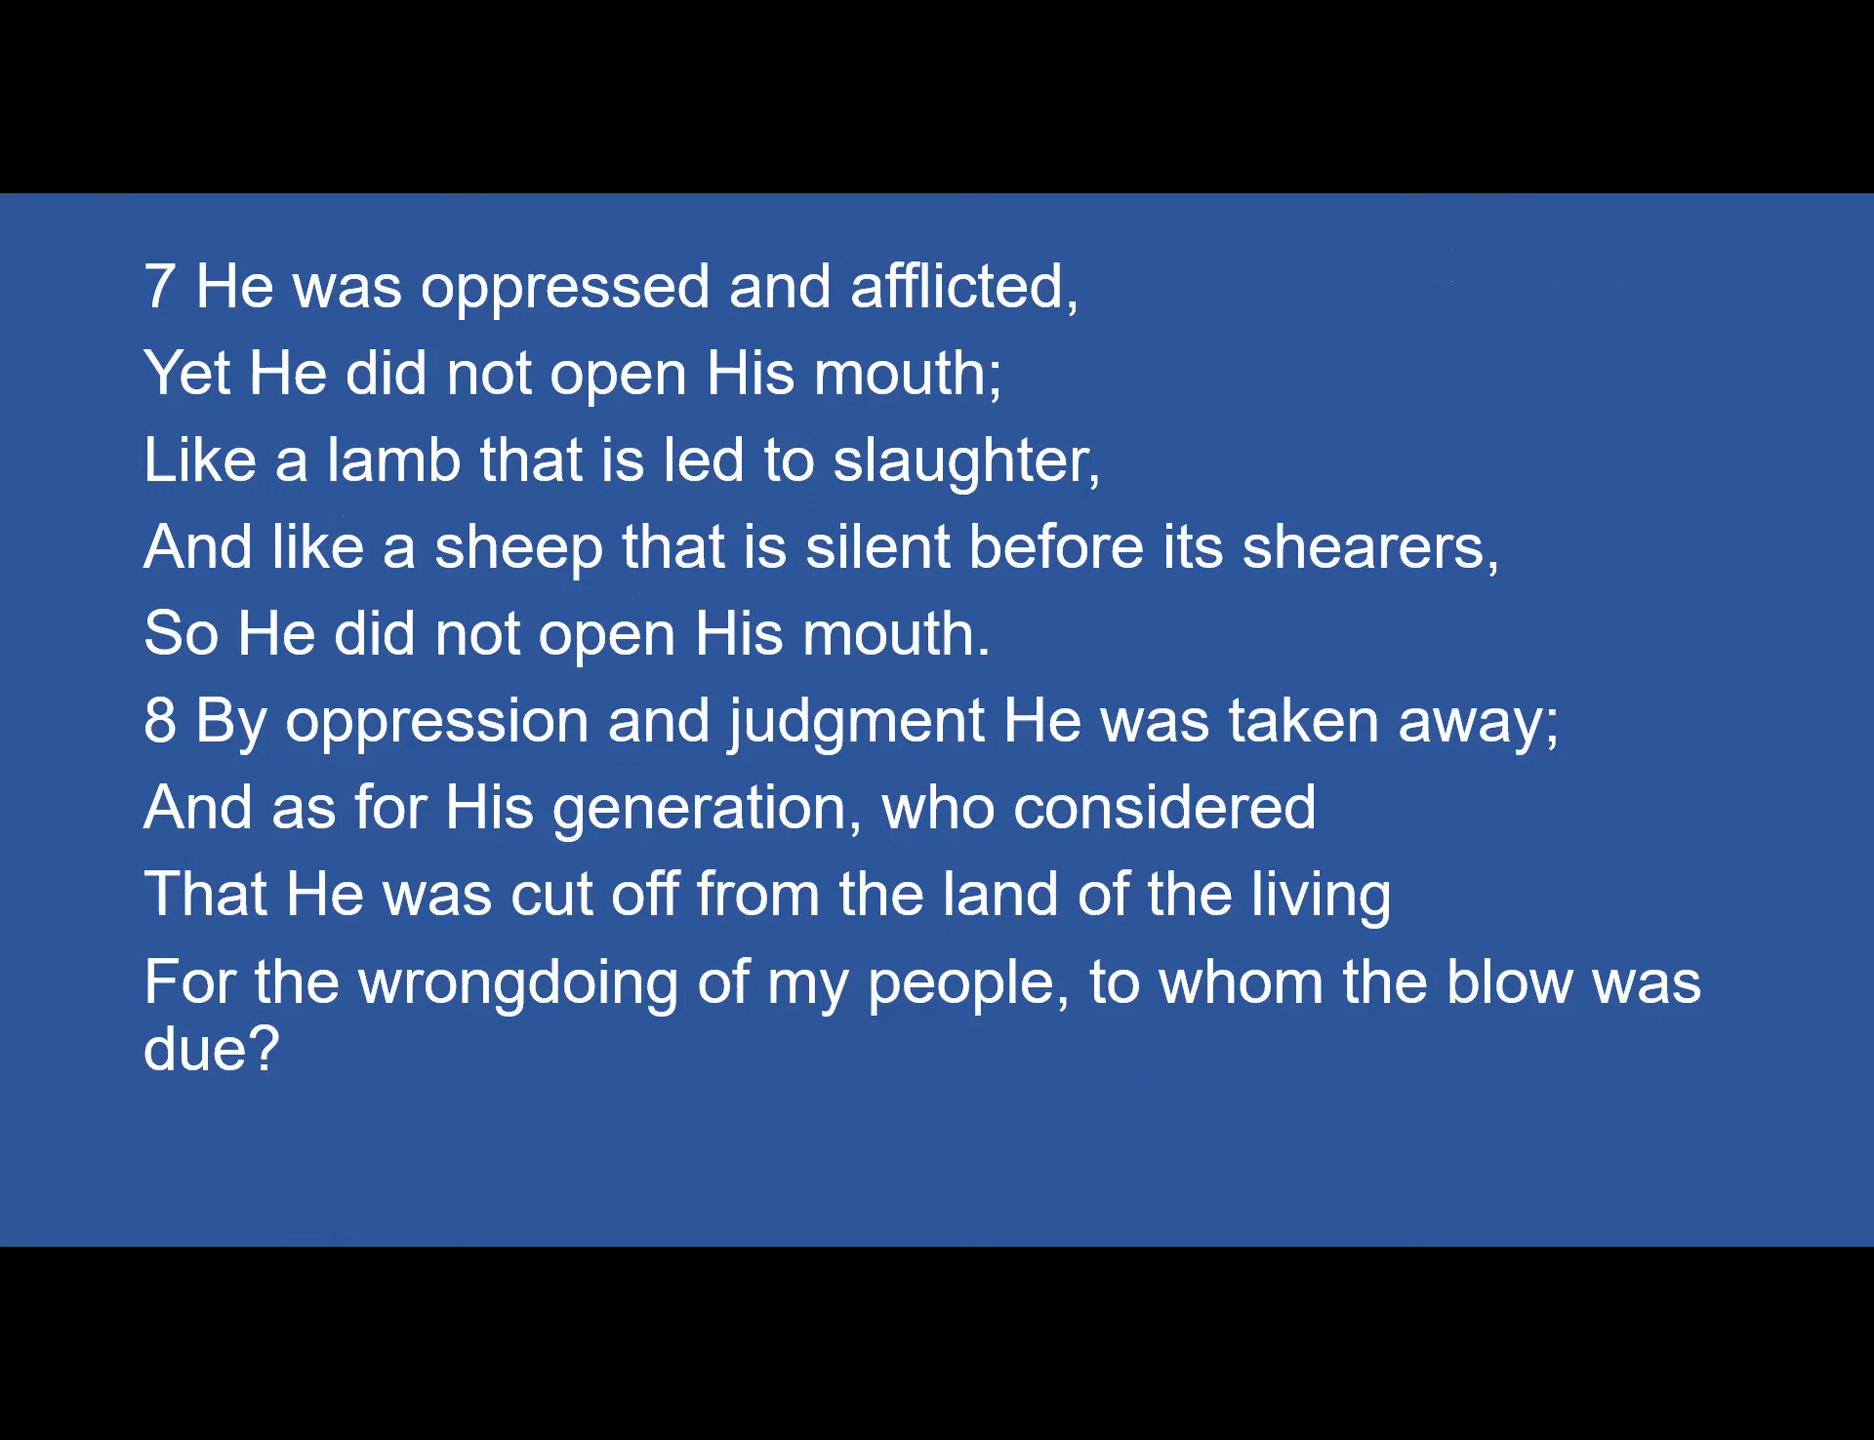 7 He was oppressed and afflicted,
Yet He did not open His mouth;
Like a lamb that is led to slaughter,
And like a sheep that is silent before its shearers,
So He did not open His mouth.
8 By oppression and judgment He was taken away;
And as for His generation, who considered
That He was cut off from the land of the living
For the wrongdoing of my people, to whom the blow was
due?